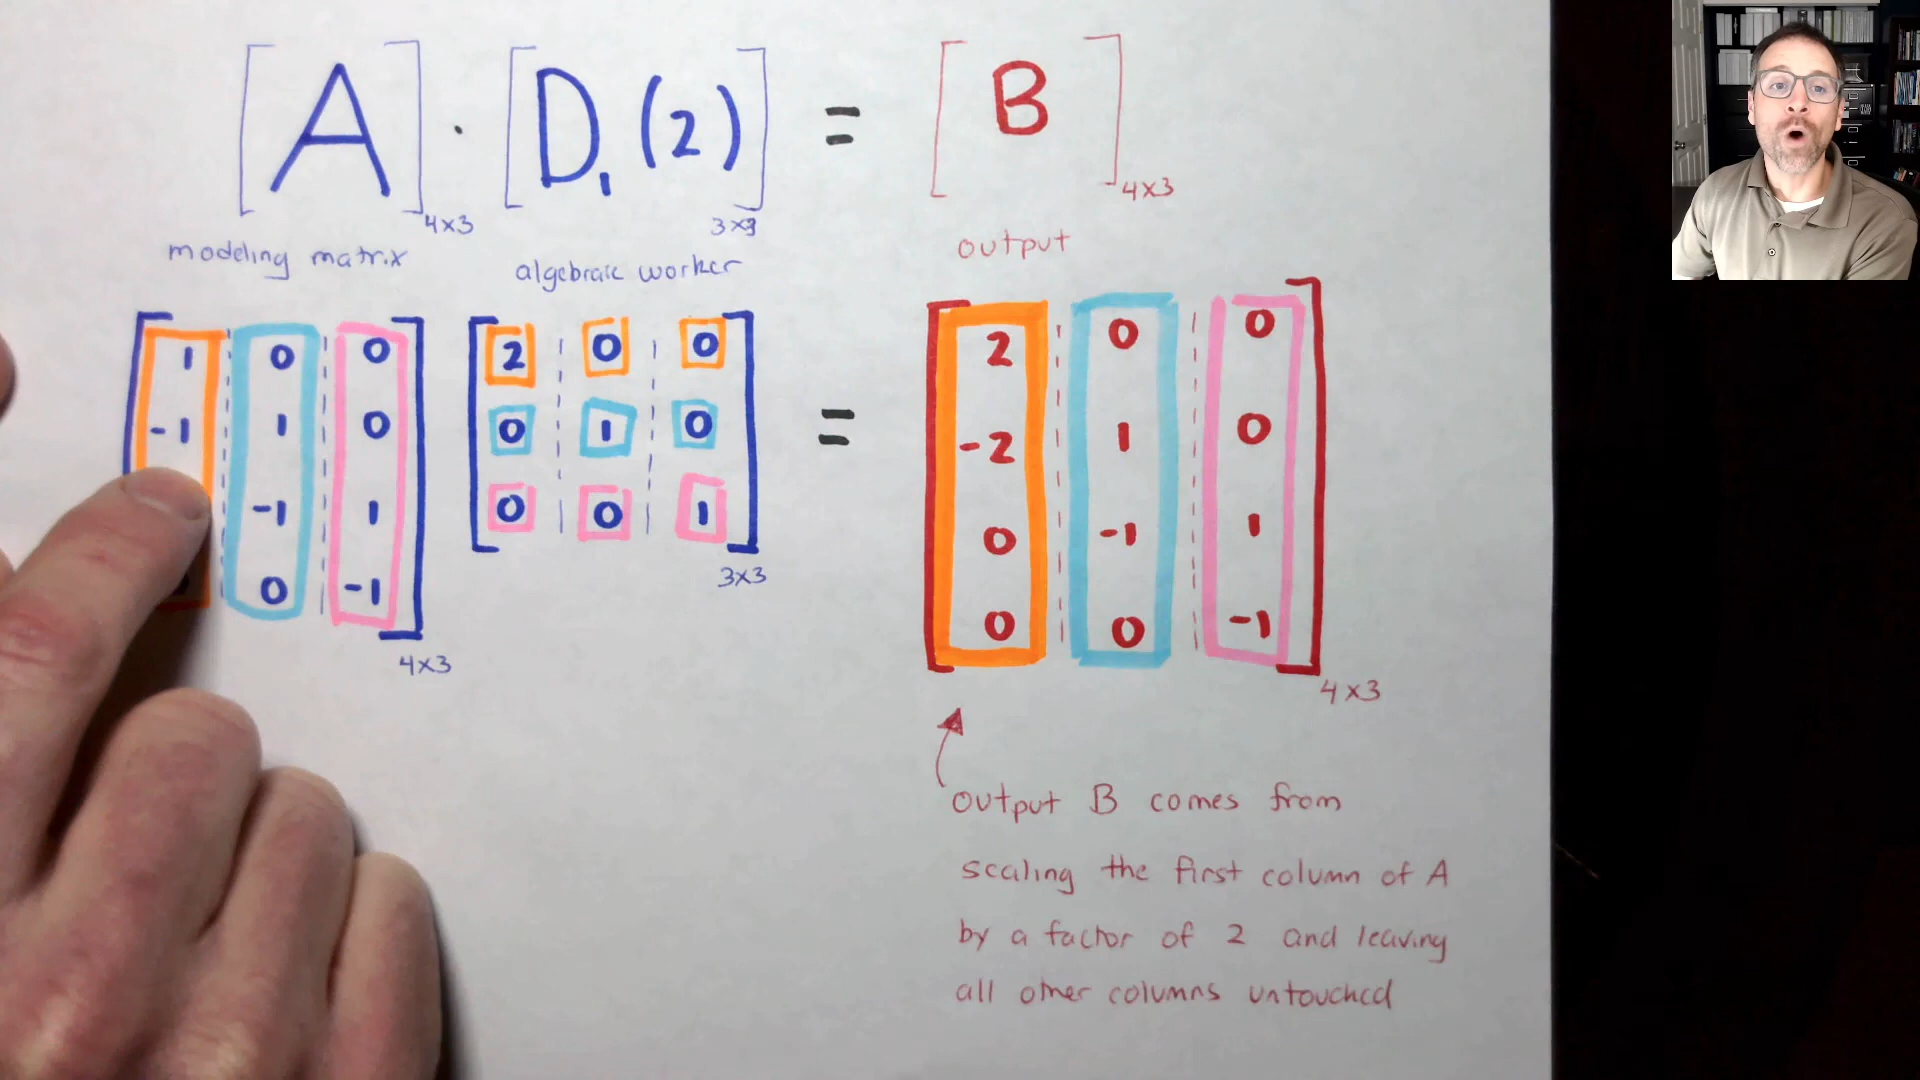 [A]4x3 · [D1(2)]3x3 = [B]4x3
modeling matrix algebraic worker output
1 0 0 2 0 0 2 0 0
-1 1 0 0 1 0 = -2 1 0
-1 1 0 0 1 0 -1 1
0 -1 0 0 -1
4x3 3x3 4x3
output B comes from
scaling the first column of A
by a factor of 2 and leaving
all other columns untouched